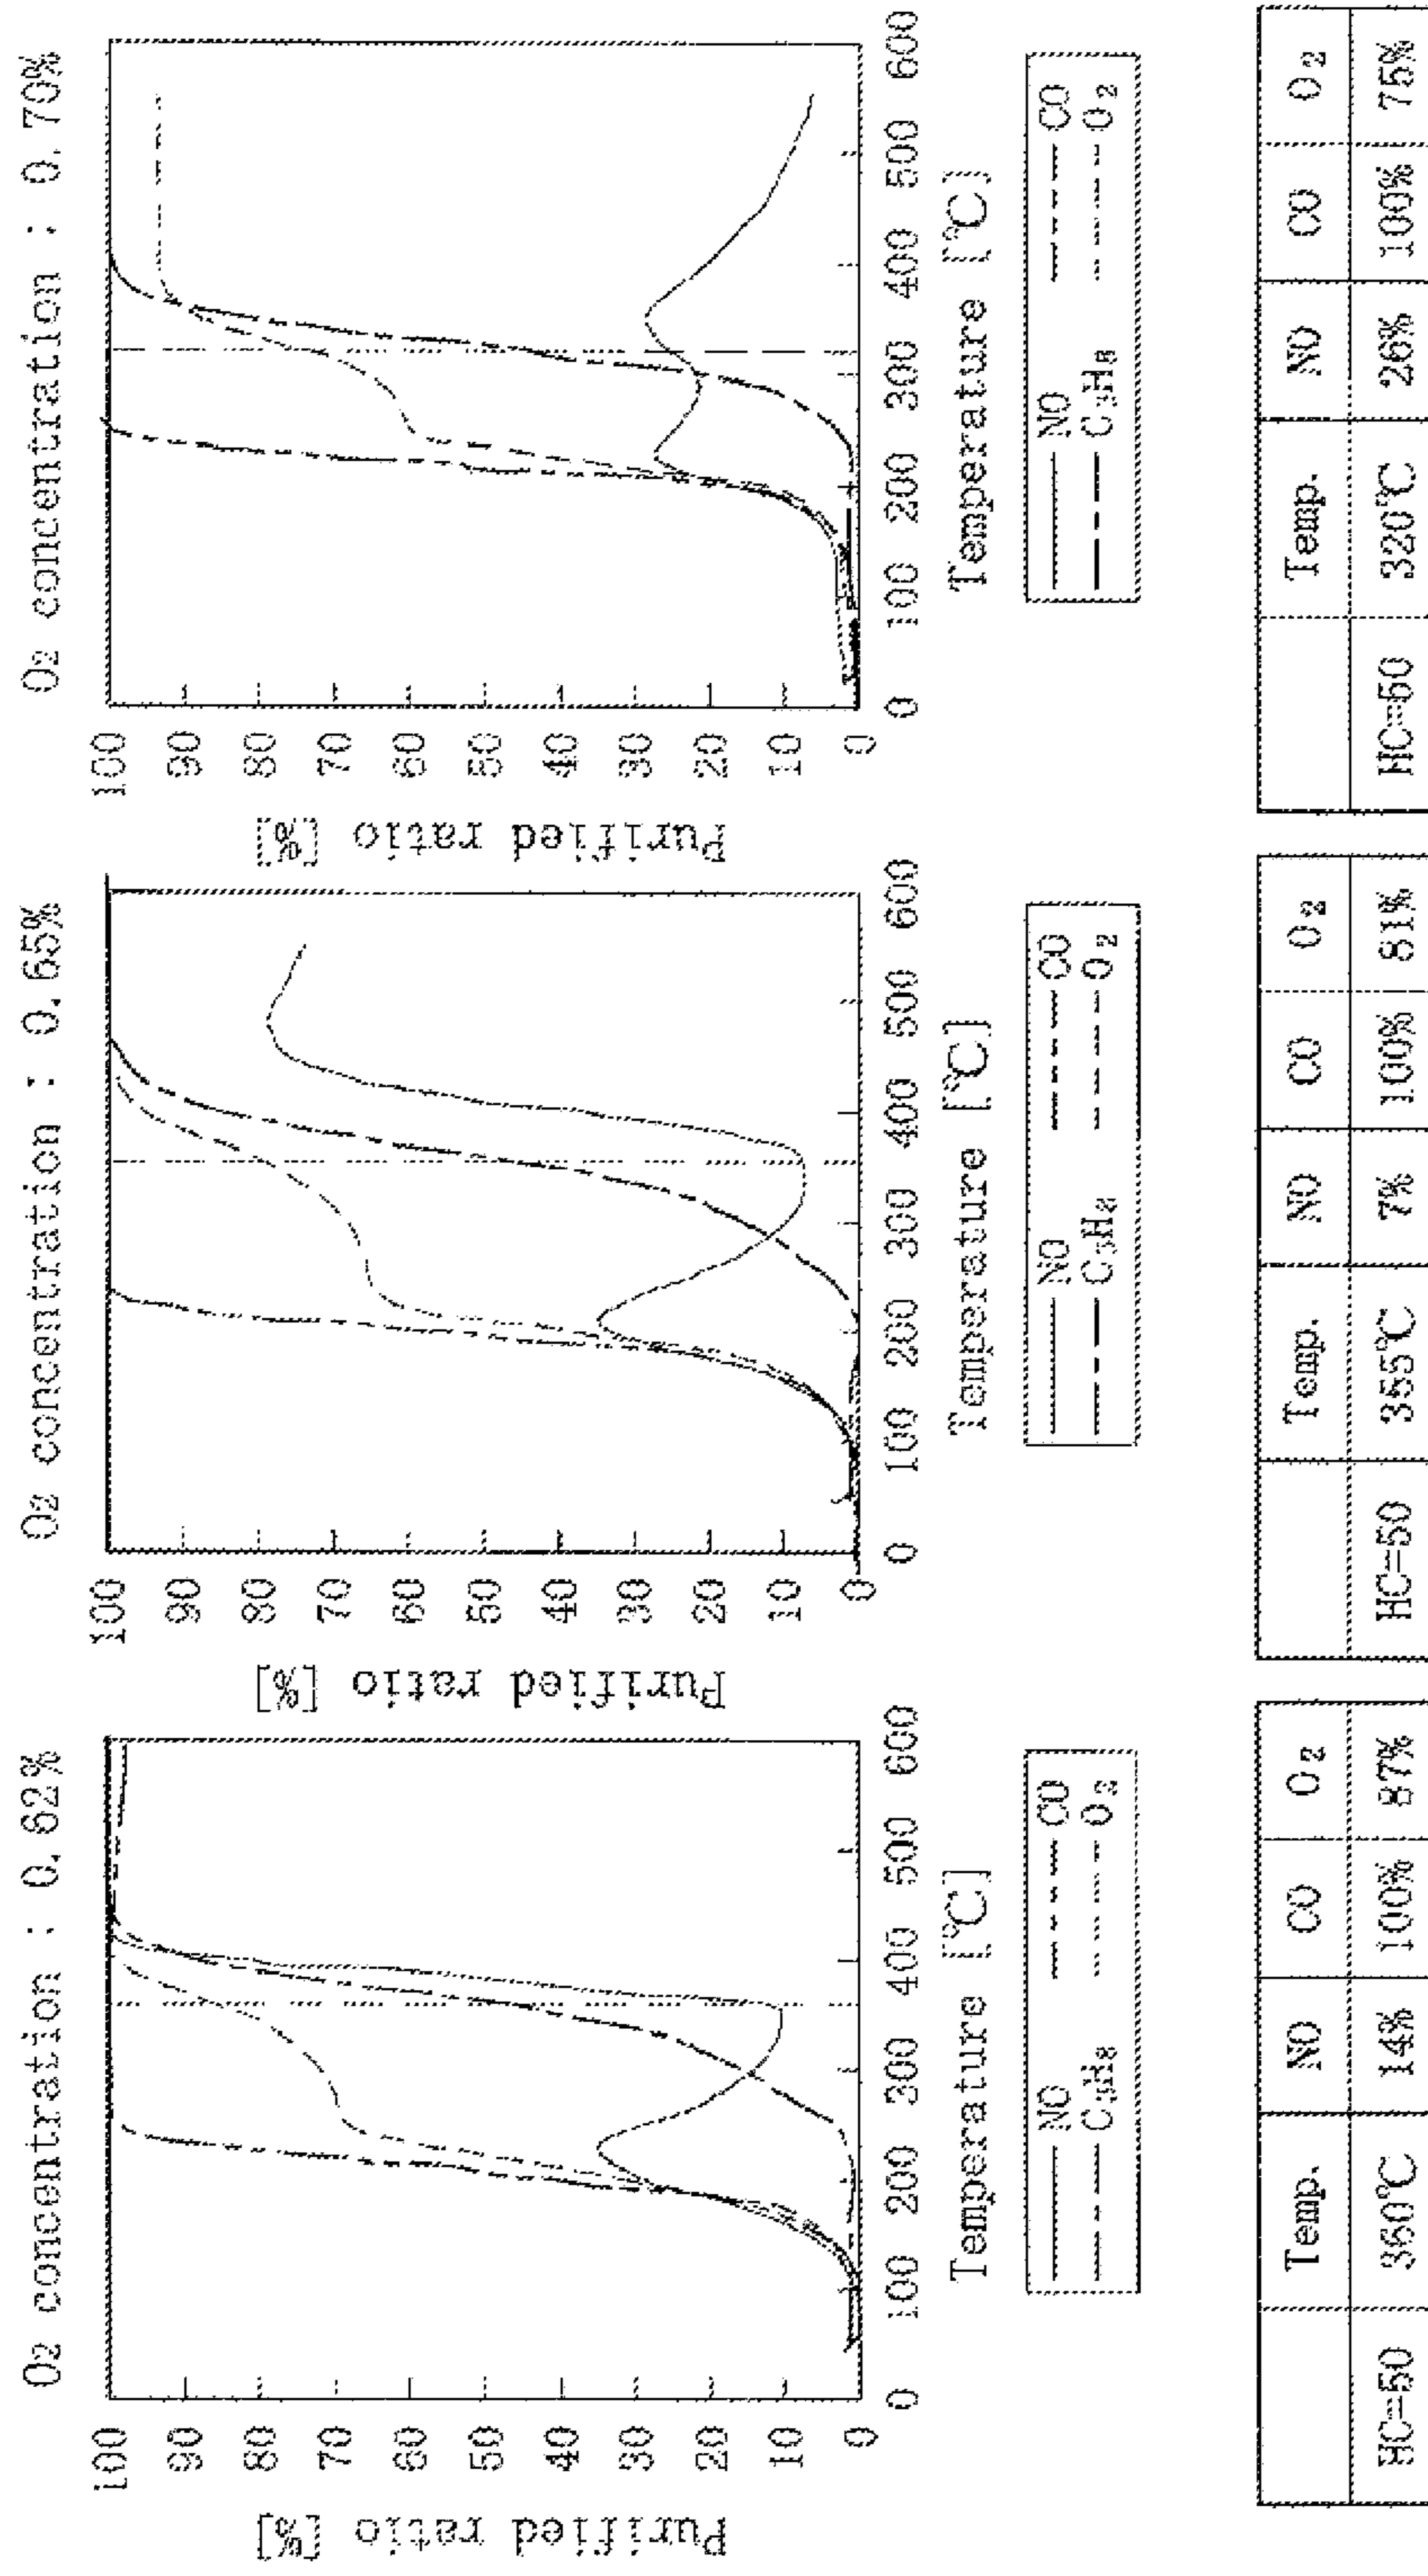 O2 concentration : 0.62%
Purified ratio [%]
100
90
80
70
60
50
40
30
20
10
0
0 100 200 300 400 500 600
Temperature [℃]
NO CO
C3H8 O2
Temp. NO CO O2
HC=50 360℃ 14% 100% 87%
O2 concentration : 0.65%
Purified ratio [%]
100
90
80
70
60
50
40
30
20
10
0
0 100 200 300 400 500 600
Temperature [℃]
NO CO
C3H8 O2
Temp. NO CO O2
HC=50 355℃ 7% 100% 81%
O2 concentration : 0.70%
Purified ratio [%]
100
90
80
70
60
50
40
30
20
10
0
0 100 200 300 400 500 600
Temperature [℃]
NO CO
C3H8 O2
Temp. NO CO O2
HC=50 320℃ 26% 100% 75%